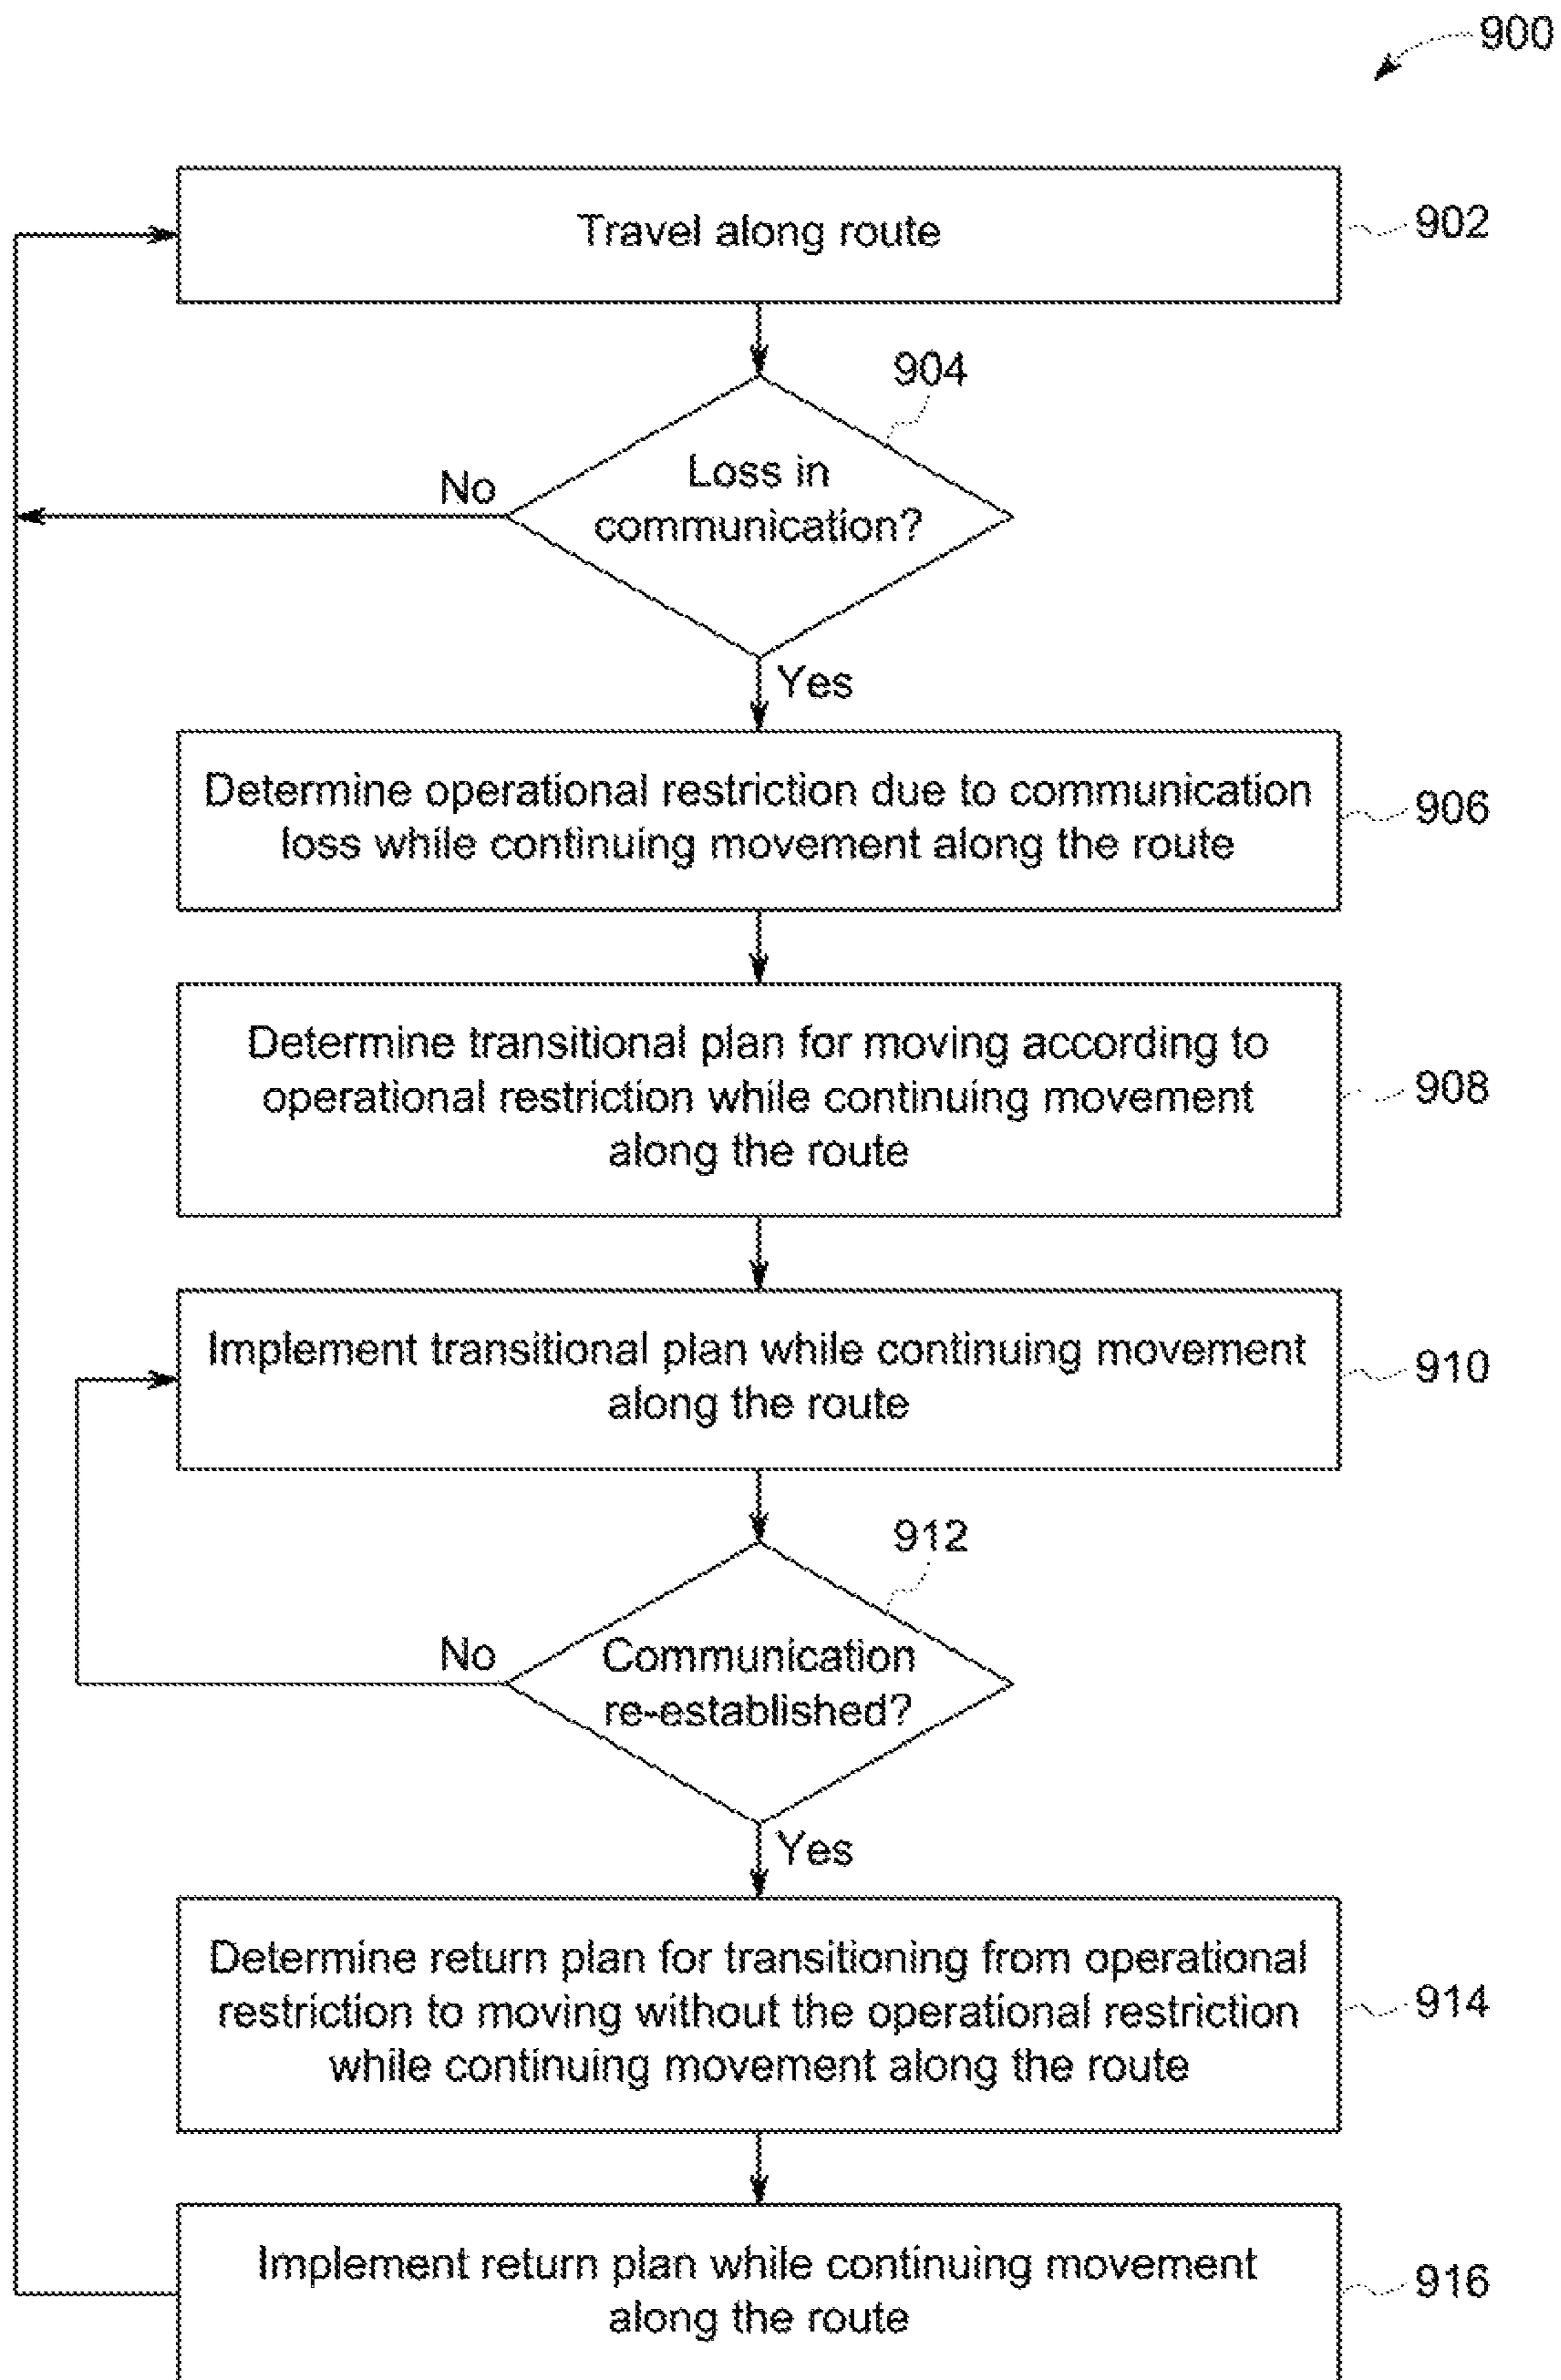 900
Travel along route
902
904
Loss in
communication?
No
Yes
Determine operational restriction due to communication
loss while continuing movement along the route
906
Determine transitional plan for moving according to
operational restriction while continuing movement
along the route
908
Implement transitional plan while continuing movement
along the route
910
912
Communication
re-established?
No
Yes
Determine return plan for transitioning from operational
restriction to moving without the operational restriction
while continuing movement along the route
914
Implement return plan while continuing movement
along the route
916